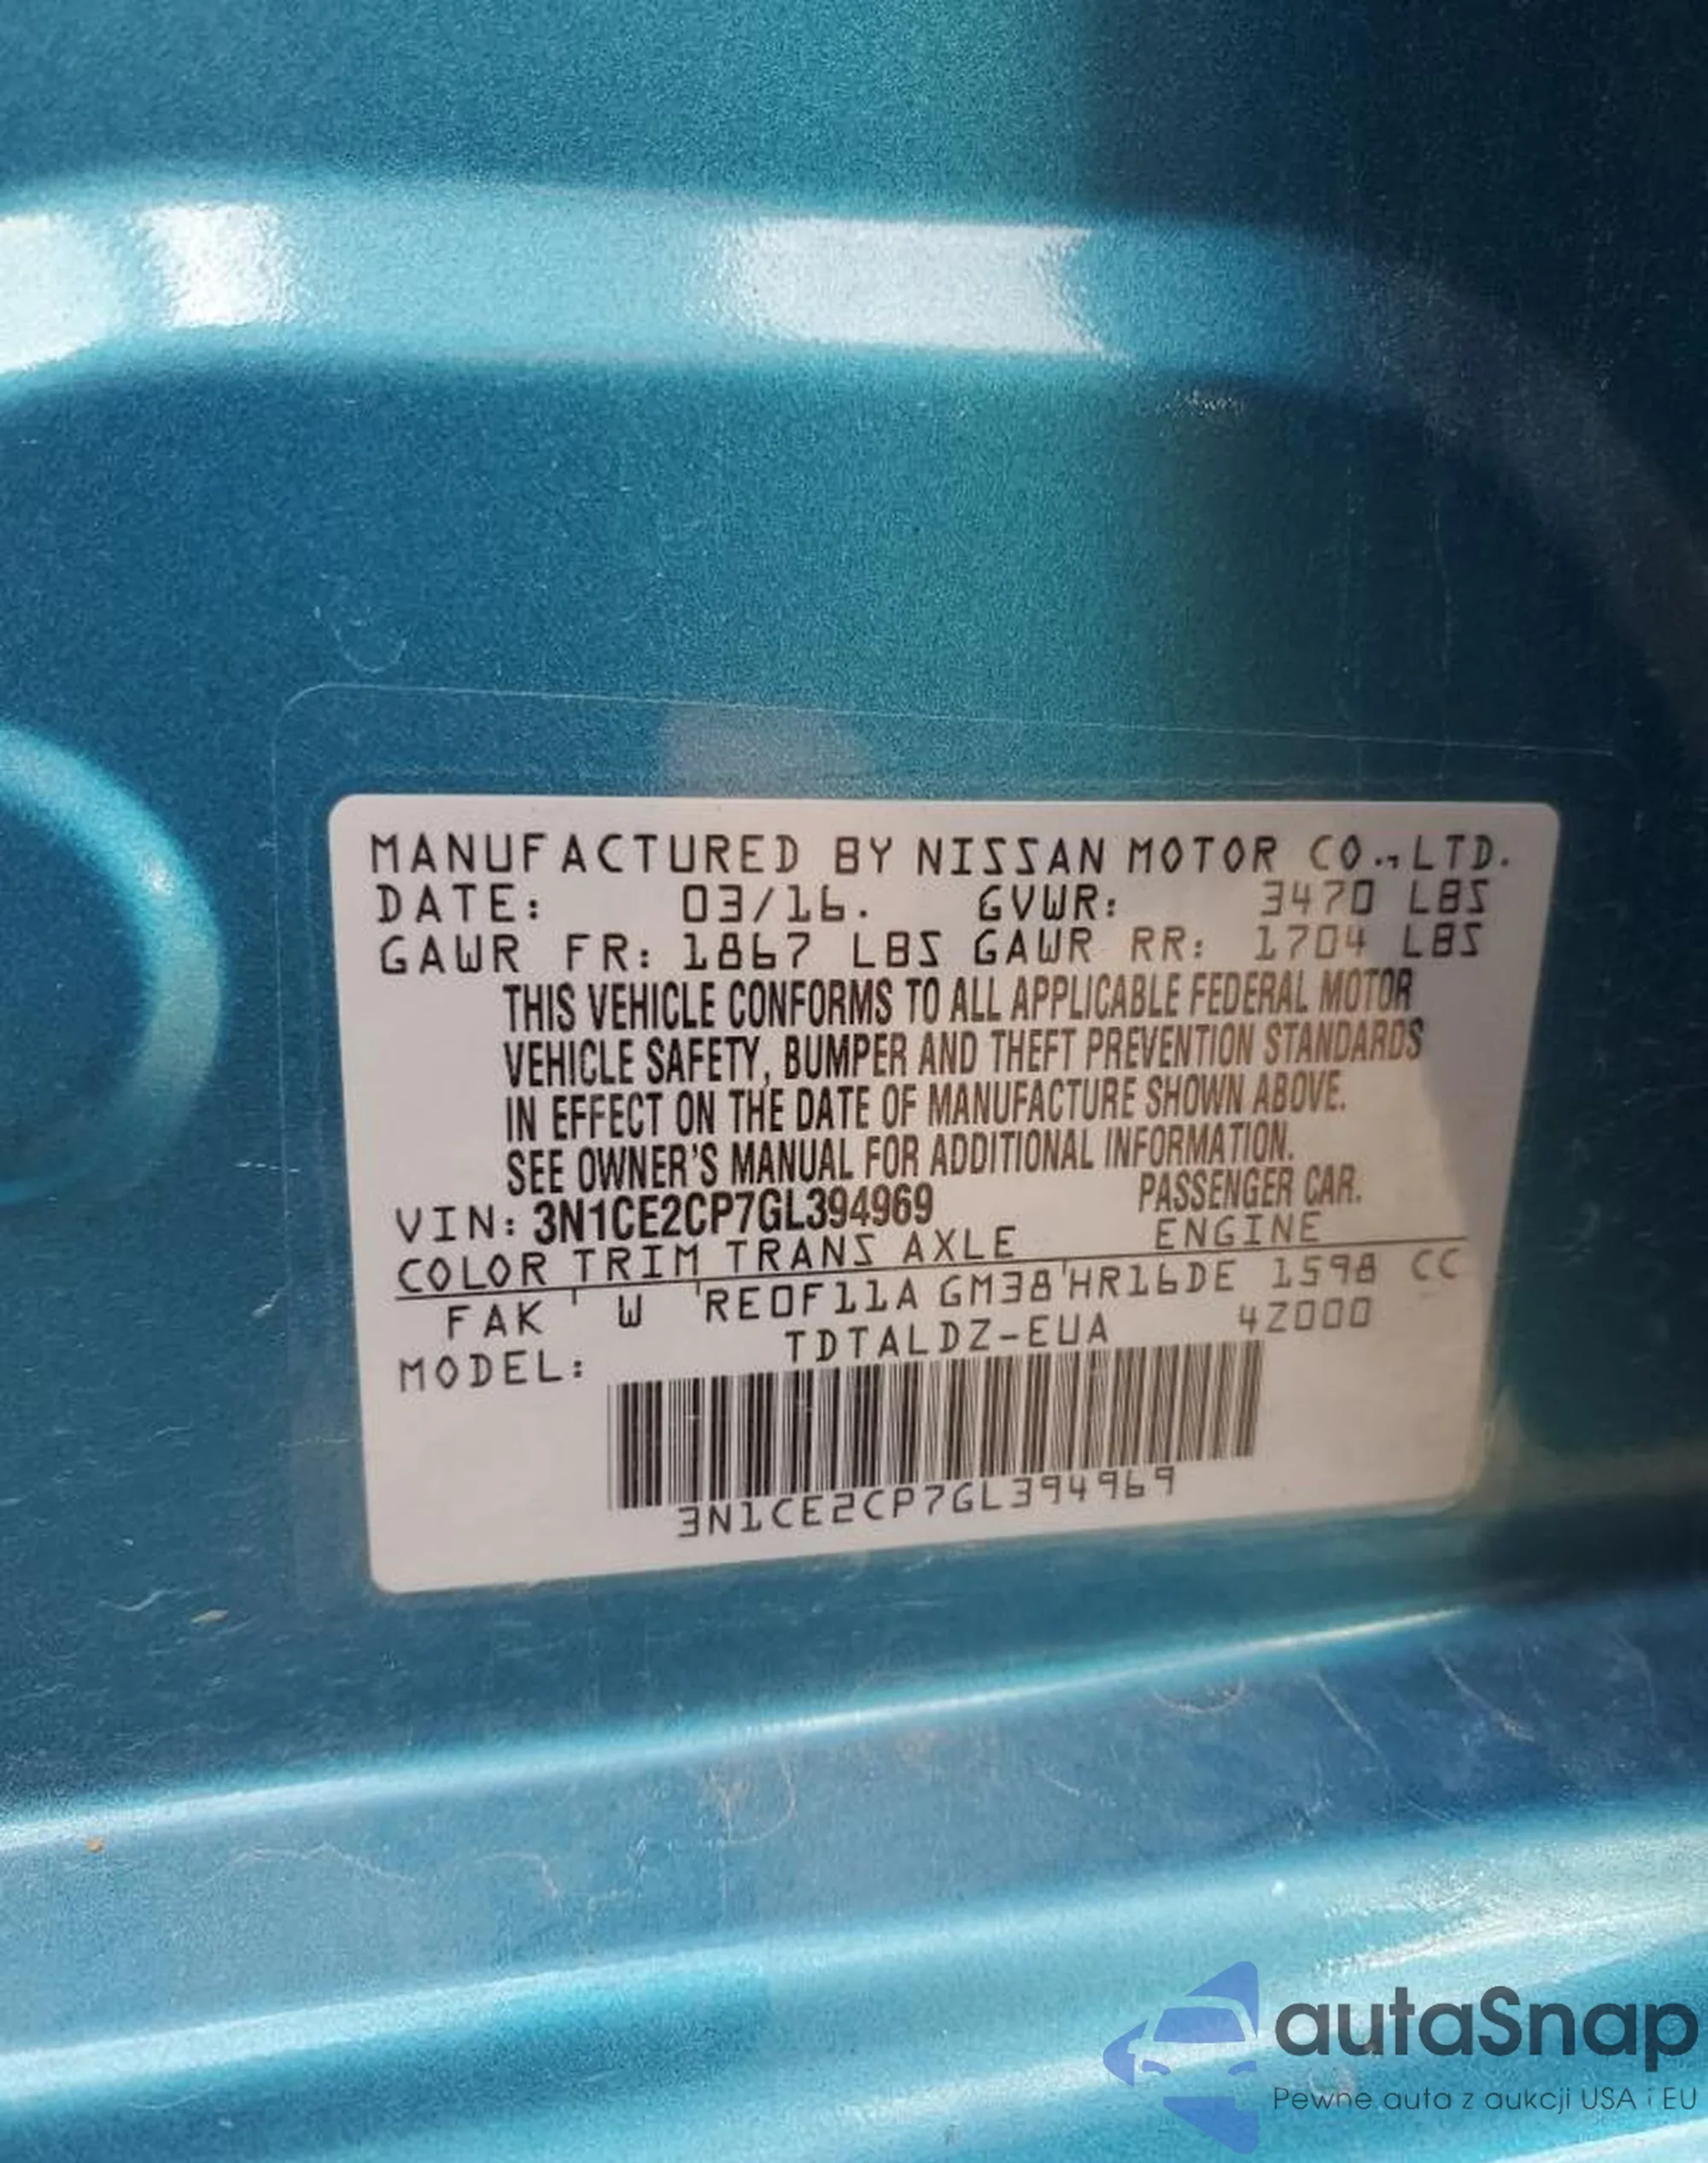 MANUFACTURED BY NISSAN MOTOR CO., LTD.
DATE: 03/16. GVWR: 3470 LBS
GAWR FR: 1867 LBS GAWR RR: 1704 LBS
THIS VEHICLE CONFORMS TO ALL APPLICABLE FEDERAL MOTOR
VEHICLE SAFETY, BUMPER AND THEFT PREVENTION STANDARDS
IN EFFECT ON THE DATE OF MANUFACTURE SHOWN ABOVE.
SEE OWNER'S MANUAL FOR ADDITIONAL INFORMATION.
VIN: 3N1CE2CP7GL394969 PASSENGER CAR.
COLOR TRIM TRANS AXLE ENGINE
FAK W RE0F11A GM38 HR16DE 1598 CC
MODEL: TDTALDZ-EUA 4Z000
3N1CE2CP7GL394969
autaSnap
Pewne auta z aukcji USA i EU